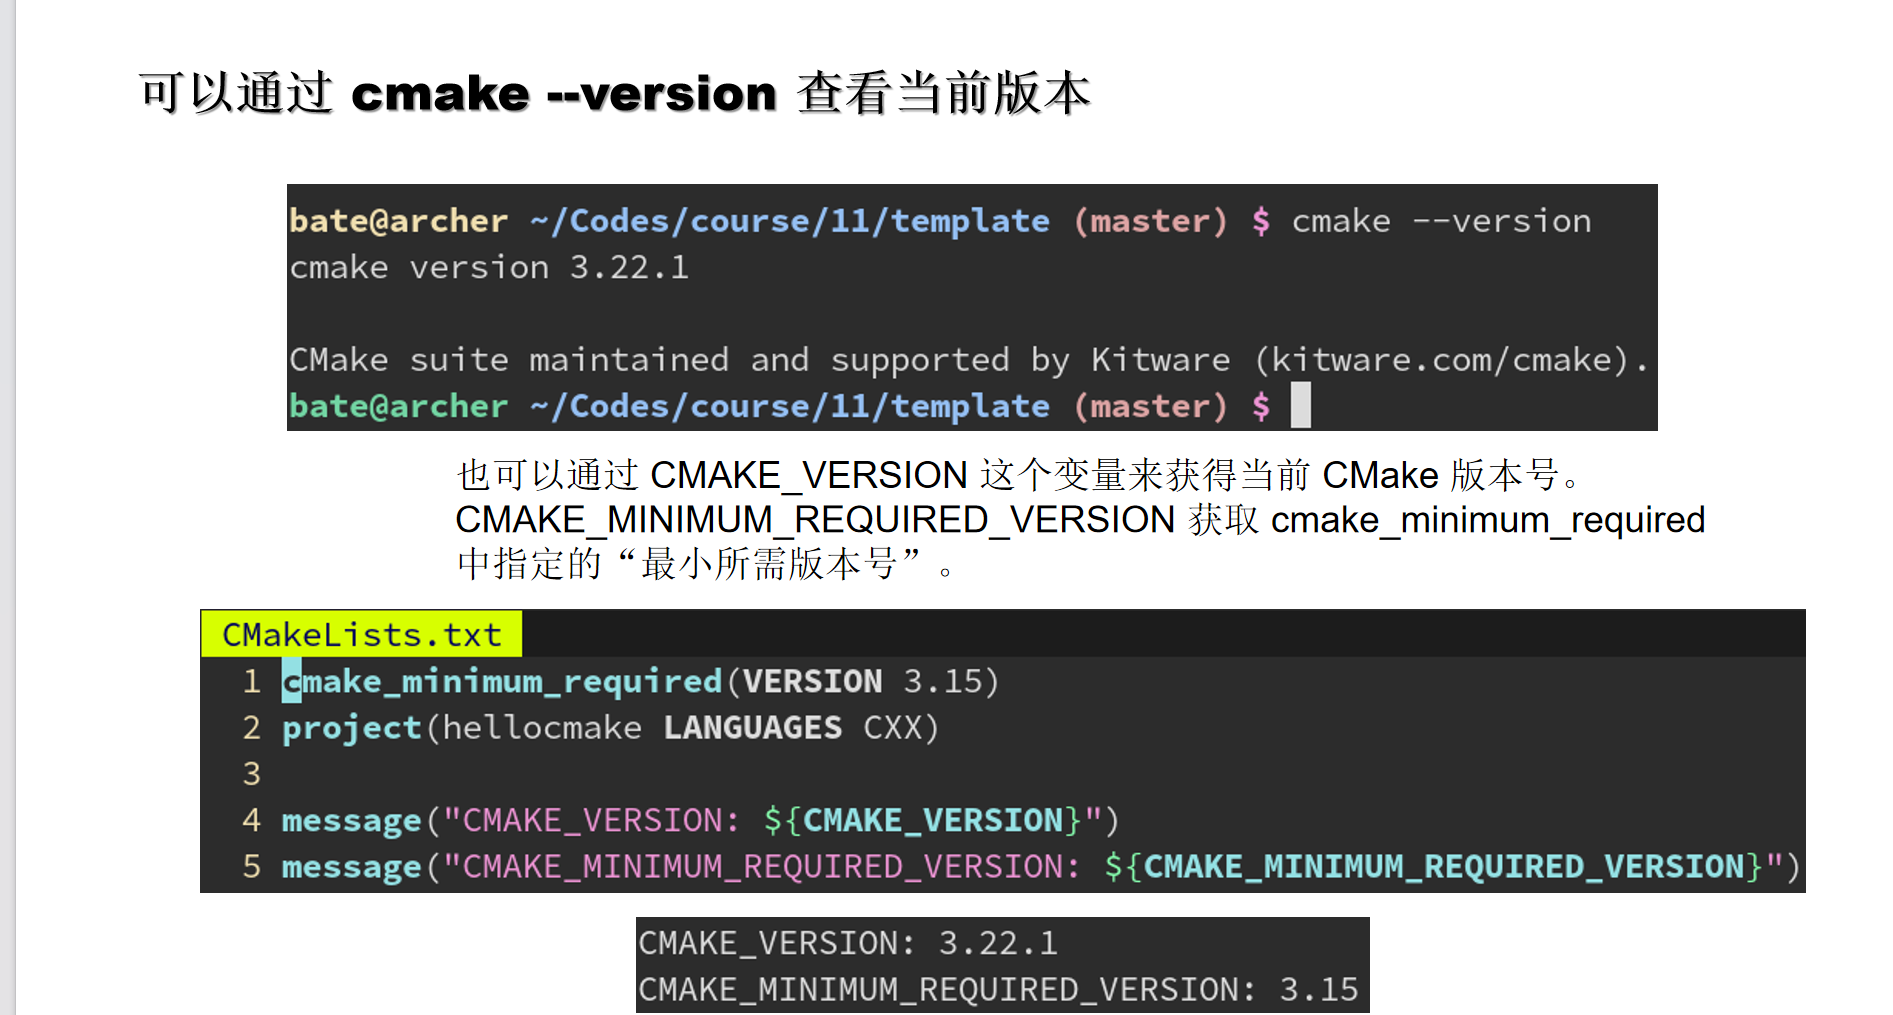 可以通过 cmake --version 查看当前版本
bate@archer ~/Codes/course/11/template (master) $ cmake --version
cmake version 3.22.1
CMake suite maintained and supported by Kitware (kitware.com/cmake).
bate@archer ~/Codes/course/11/template (master) $
也可以通过 CMAKE_VERSION 这个变量来获得当前 CMake 版本号。
CMAKE_MINIMUM_REQUIRED_VERSION 获取 cmake_minimum_required
中指定的“最小所需版本号”。
CMakeLists.txt
1 cmake_minimum_required(VERSION 3.15)
2 project(hellocmake LANGUAGES CXX)
3
4 message("CMAKE_VERSION: ${CMAKE_VERSION}")
5 message("CMAKE_MINIMUM_REQUIRED_VERSION: ${CMAKE_MINIMUM_REQUIRED_VERSION}")
CMAKE_VERSION: 3.22.1
CMAKE_MINIMUM_REQUIRED_VERSION: 3.15